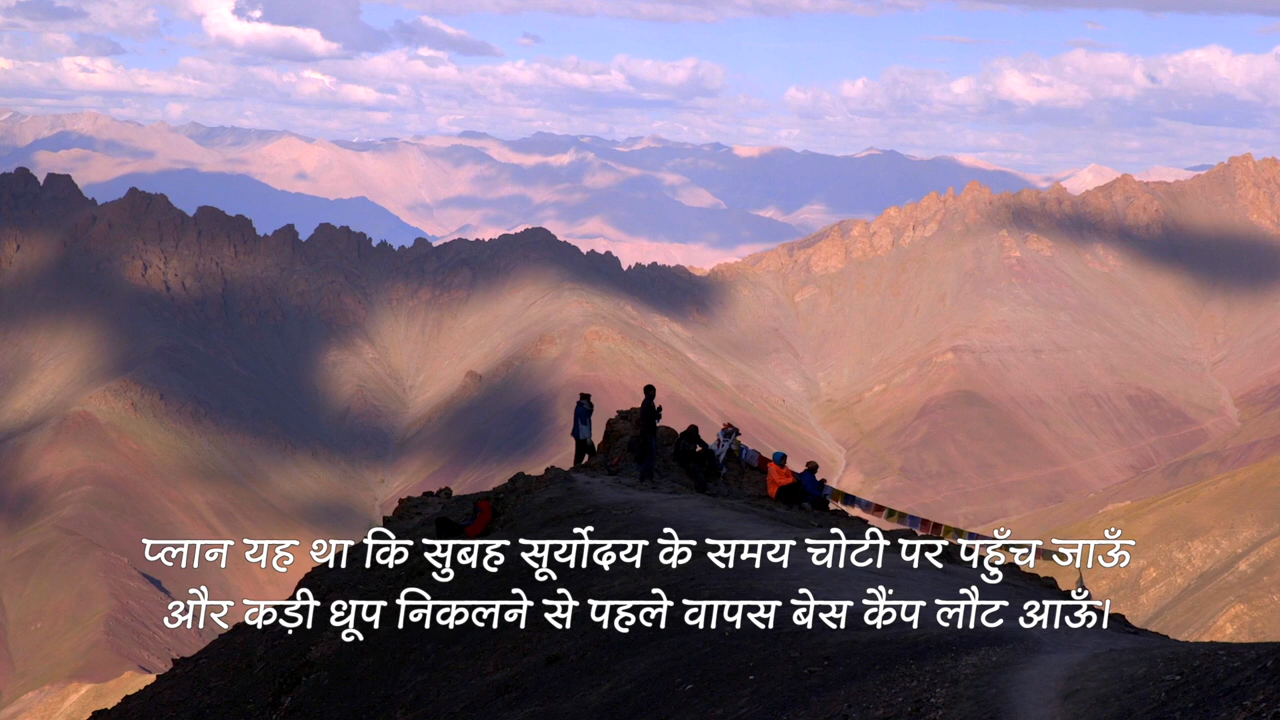 प्लान यह था कि सुबह सूर्योदय के समय चोटी पर पहुँच जाऊँ
और कड़ी धूप निकलने से पहले वापस बेस कैंप लौट आऊँ।